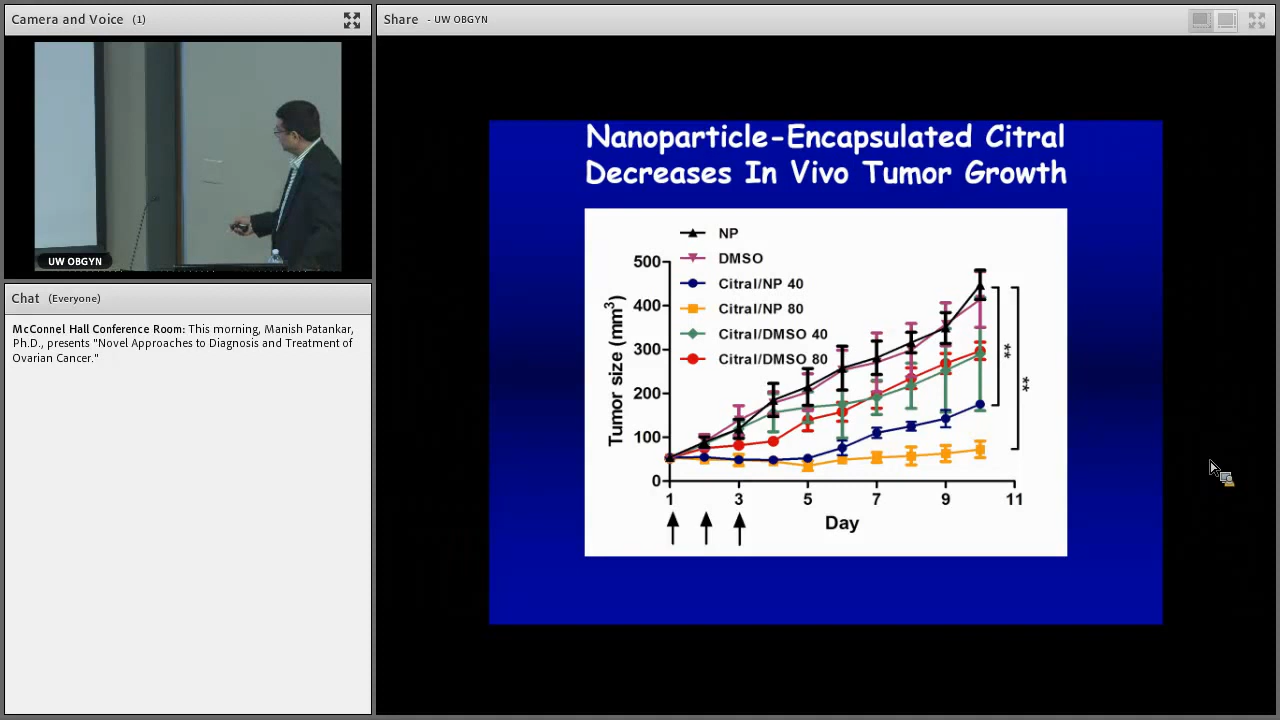 Camera and Voice (1)
UW OBGYN
Chat (Everyone)
McConnel Hall Conference Room: This morning, Manish Patankar,
Ph.D., presents "Novel Approaches to Diagnosis and Treatment of
Ovarian Cancer."
Share - UW OBGYN
Nanoparticle-Encapsulated Citral
Decreases In Vivo Tumor Growth
NP
DMSO
Citral/NP 40
Citral/NP 80
Citral/DMSO 40
Citral/DMSO 80
Tumor size (mm3)
500
400
300
200
100
0
1 3 5 7 9 11
Day
**
**